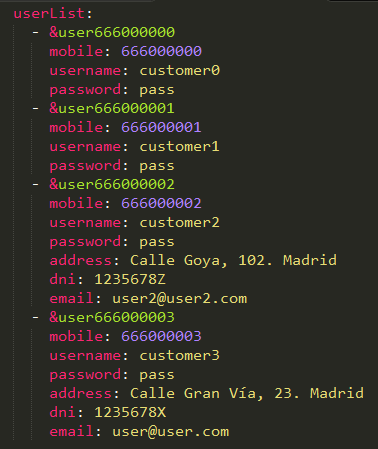 userList:
- &user666000000
mobile: 666000000
username: customer0
password: pass
- &user666000001
mobile: 666000001
username: customer1
password: pass
- &user666000002
mobile: 666000002
username: customer2
password: pass
address: Calle Goya, 102. Madrid
dni: 1235678Z
email: user2@user2.com
- &user666000003
mobile: 666000003
username: customer3
password: pass
address: Calle Gran Vía, 23. Madrid
dni: 1235678X
email: user@user.com